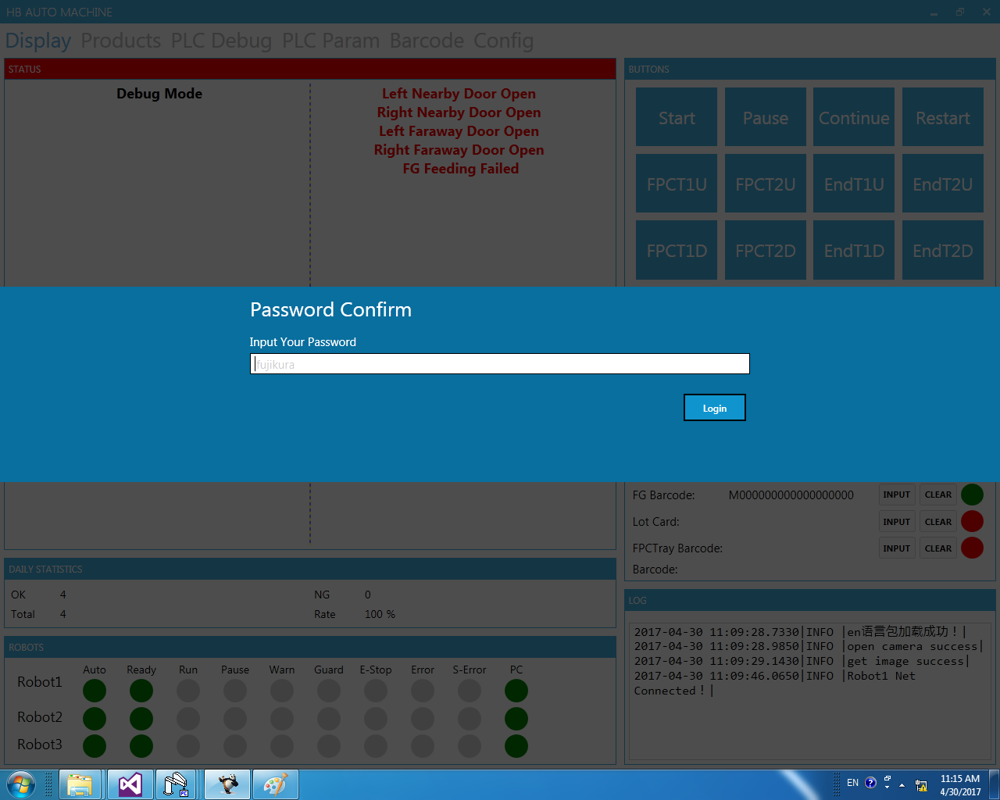 HB AUTO MACHINE
Display Products PLC Debug PLC Param Barcode Config
STATUS
Debug Mode
Left Nearby Door Open
Right Nearby Door Open
Left Faraway Door Open
Right Faraway Door Open
FG Feeding Failed
BUTTONS
Start Pause Continue Restart
FPCT1U FPCT2U EndT1U EndT2U
FPCT1D FPCT2D EndT1D EndT2D
Password Confirm
Input Your Password
fujikura
Login
FG Barcode: M000000000000000000 INPUT CLEAR
Lot Card: INPUT CLEAR
FPCTray Barcode: INPUT CLEAR
Barcode:
DAILY STATISTICS
OK 4 NG 0
Total 4 Rate 100 %
ROBOTS
Auto Ready Run Pause Warn Guard E-Stop Error S-Error PC
Robot1
Robot2
Robot3
LOG
2017-04-30 11:09:28.7330|INFO |en语言包加载成功！|
2017-04-30 11:09:28.9850|INFO |open camera success|
2017-04-30 11:09:29.1430|INFO |get image success|
2017-04-30 11:09:46.0650|INFO |Robot1 Net
Connected！|
PE
EN
11:15 AM
4/30/2017